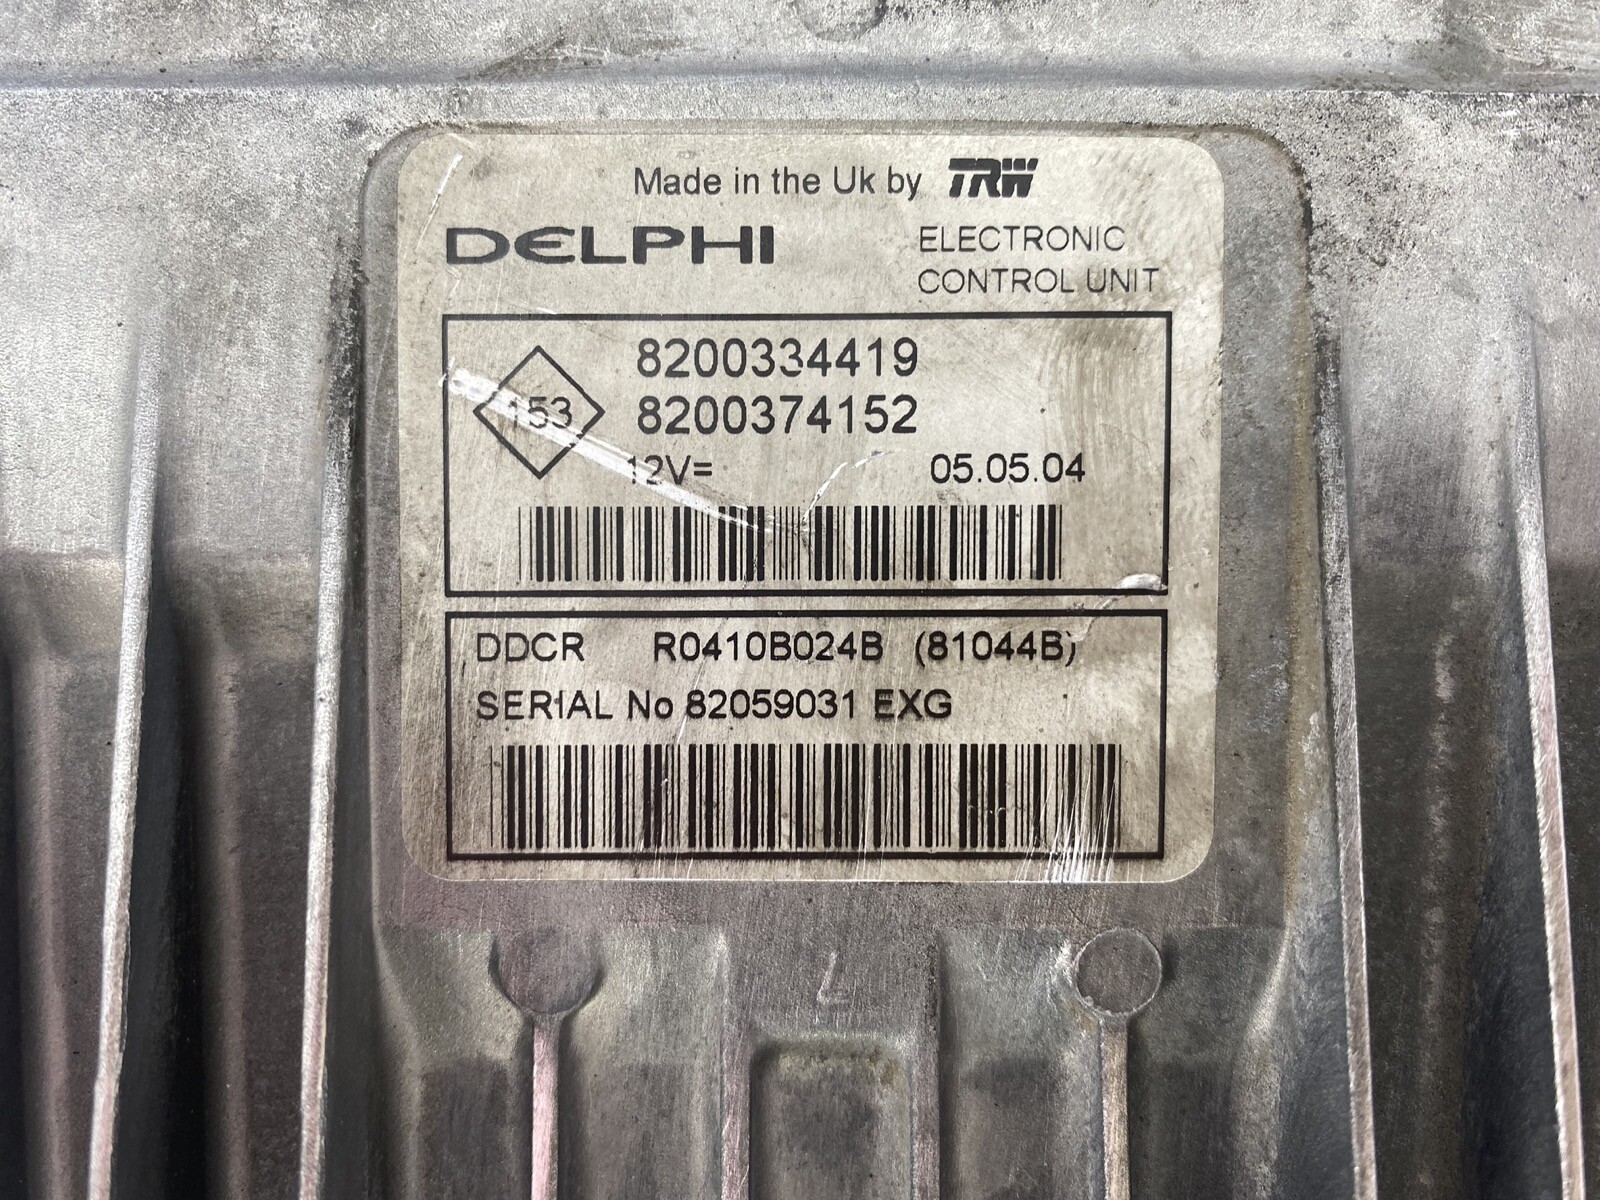 Made in the Uk by TRW
DELPHI
ELECTRONIC
CONTROL UNIT
8200334419
153
8200374152
12V=
05.05.04
DDCR R0410B024B (81044B)
SERIAL No 82059031 EXG